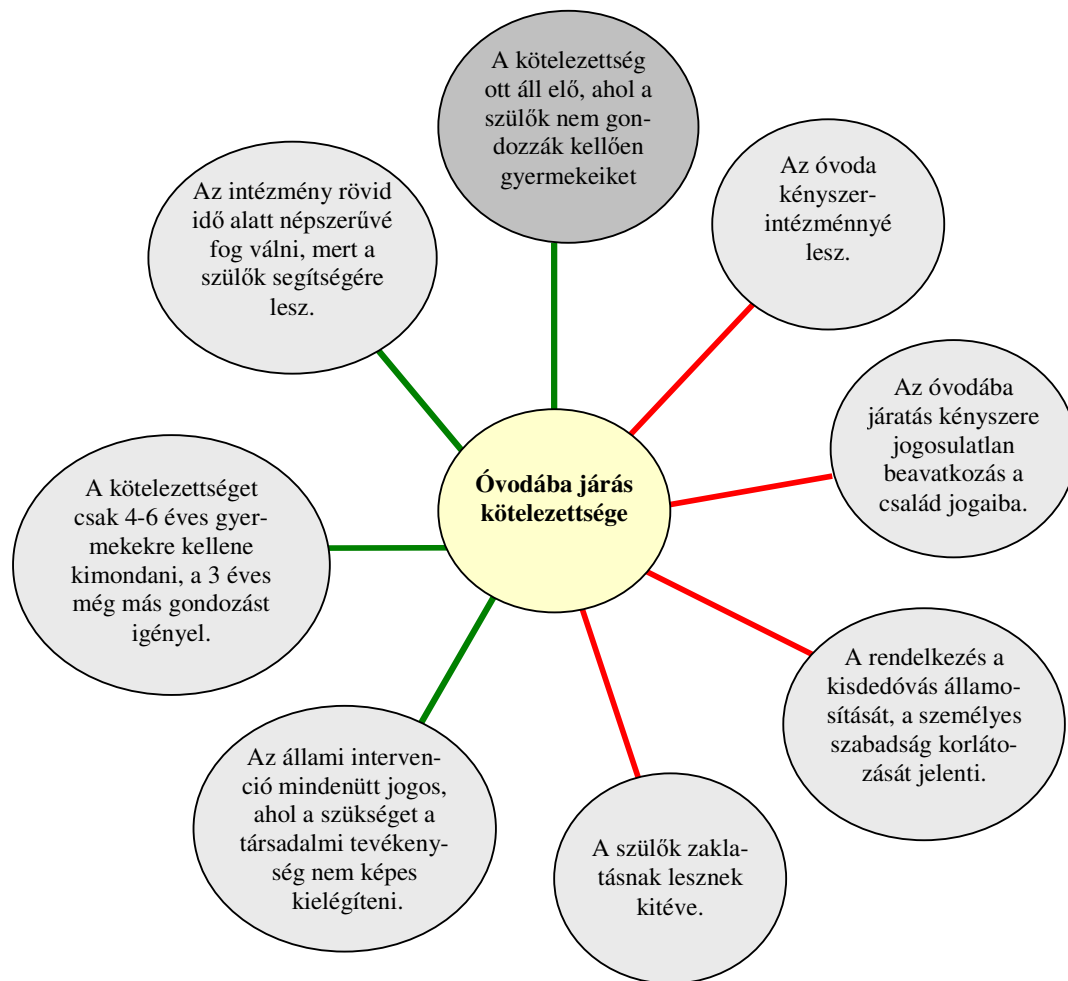 A kötelezettség
ott áll elő, ahol a
szülők nem gon-
dozzák kellően
gyermekeiket
Az óvoda
kényszer-
intézménnyé
lesz.
Az óvodába
járatás kényszere
jogosulatlan
beavatkozás a
család jogaiba.
A rendelkezés a
kisdedóvás államo-
sítását, a személyes
szabadság korláto-
zását jelenti.
A szülők zakla-
tásnak lesznek
kitéve.
Az állami interven-
ció mindenütt jogos,
ahol a szükséget a
társadalmi tevékeny-
ség nem képes
kielégíteni.
A kötelezettséget
csak 4-6 éves gyer-
mekekre kellene
kimondani, a 3 éves
még más gondozást
igényel.
Az intézmény rövid
idő alatt népszerűvé
fog válni, mert a
szülők segítségére
lesz.
Óvodába járás
kötelezettsége